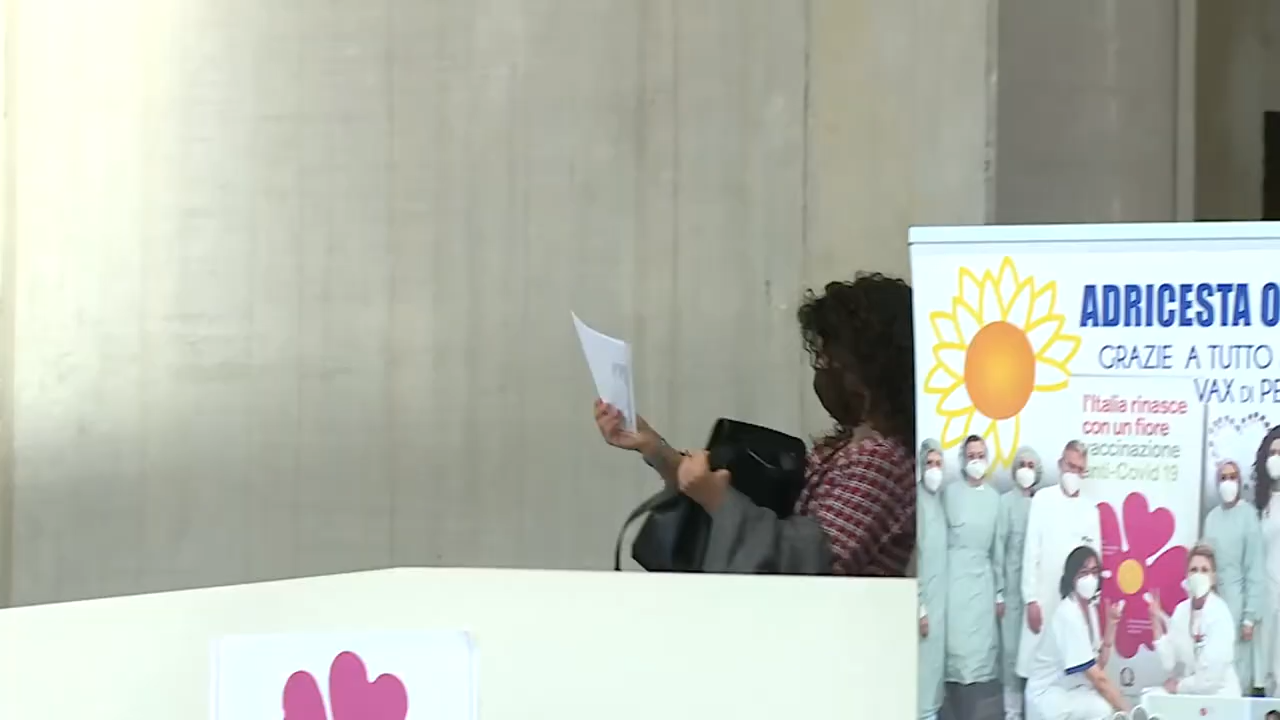 ADRICESTA O
GRAZIE A TUTTO
VAX DI PE
l'Italia rinasce
con un fiore
vaccinazione
anti-Covid 19